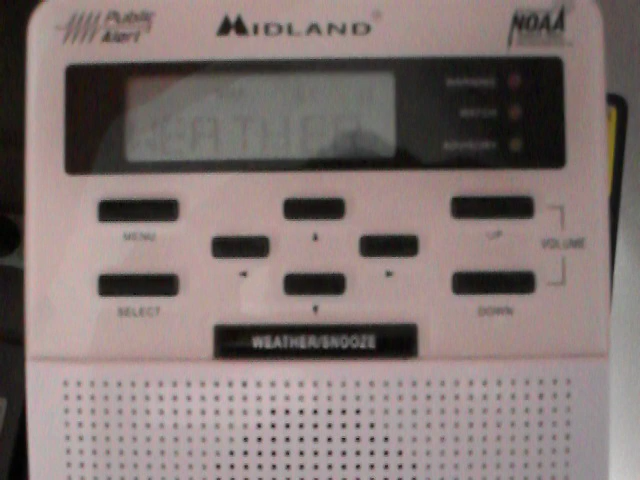 Public
Alert
MIDLAND
NOAA
WEATHER
WARNING
WATCH
ADVISORY
MENU
UP
VOLUME
SELECT
DOWN
WEATHER/SNOOZE